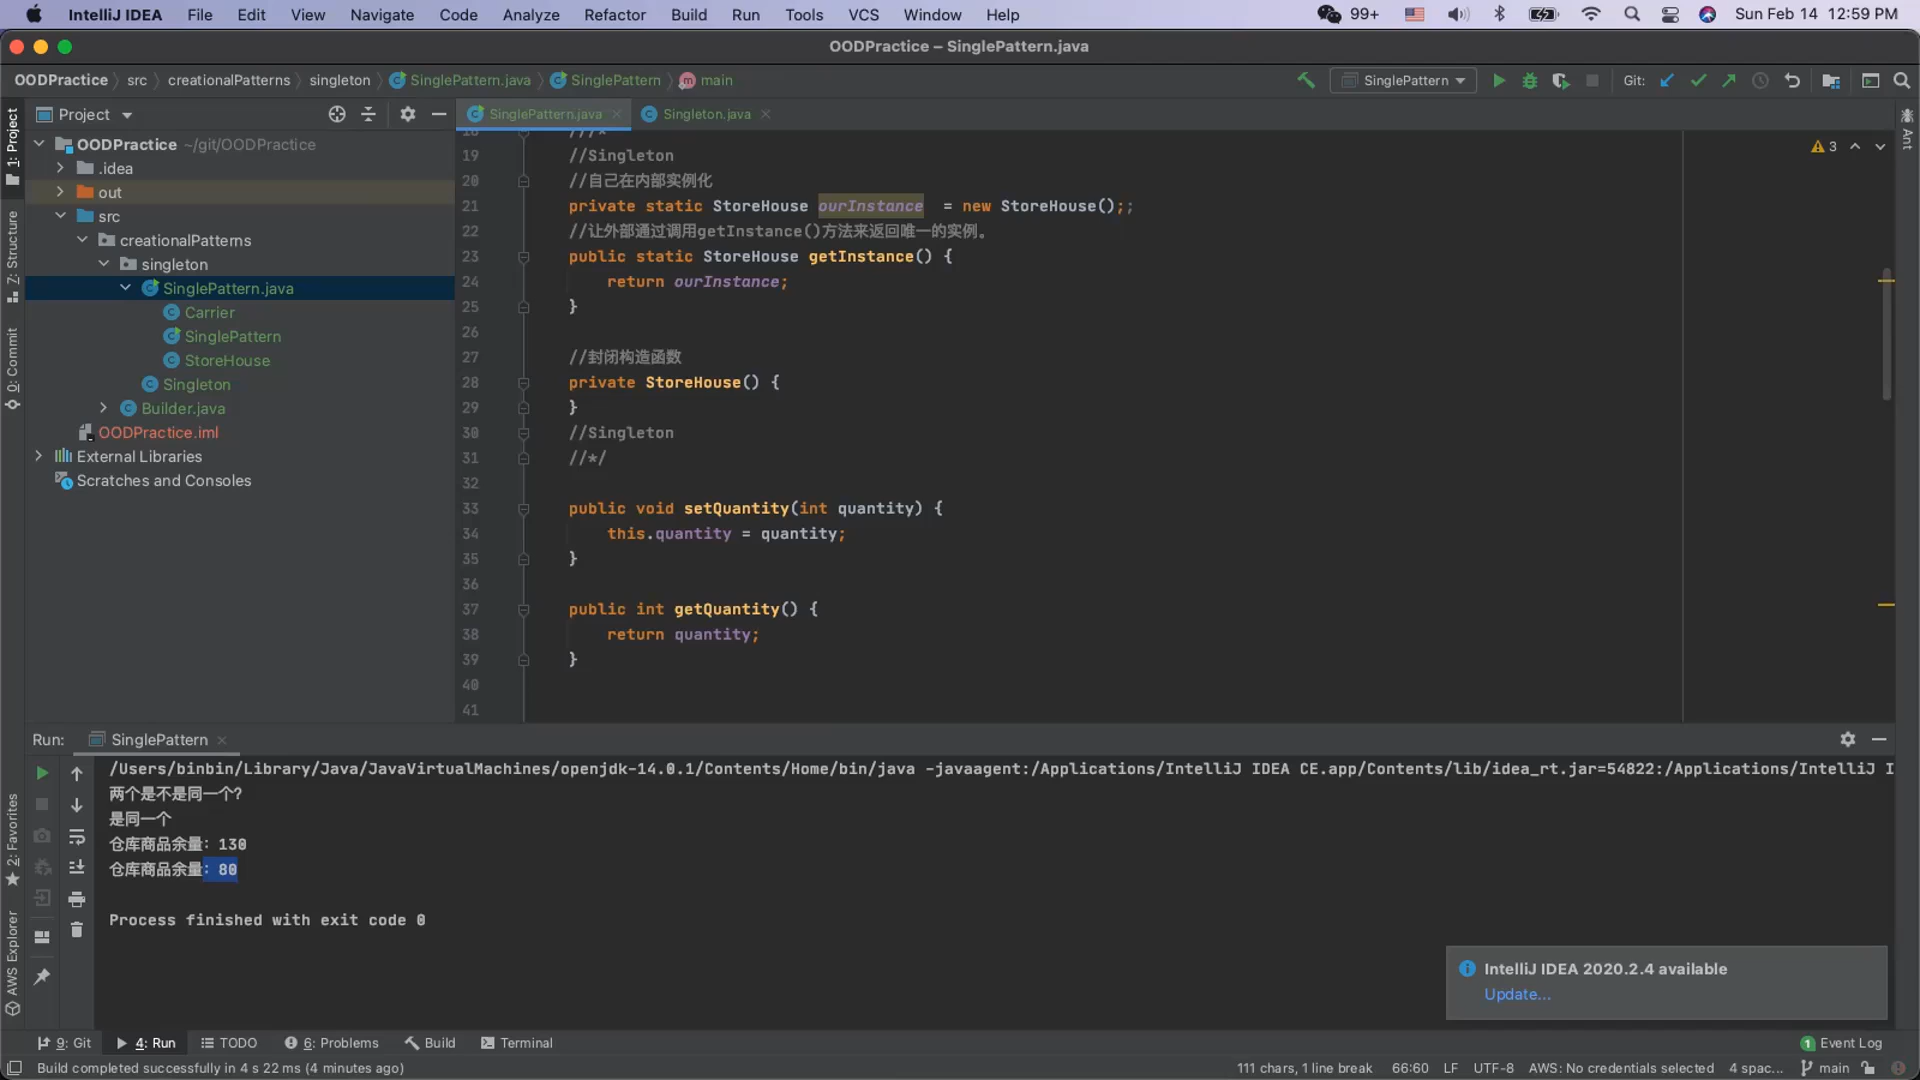 IntelliJ IDEA File Edit View Navigate Code Analyze Refactor Build Run Tools VCS Window Help 99+ Sun Feb 14 12:59 PM
OODPractice – SinglePattern.java
OODPractice src creationalPatterns singleton SinglePattern.java SinglePattern main SinglePattern Git:
Project
SinglePattern.java Singleton.java
1: Project
Z: Structure
0: Commit
2: Favorites
AWS Explorer
Ant
OODPractice ~/git/OODPractice
.idea
out
src
creationalPatterns
singleton
SinglePattern.java
Carrier
SinglePattern
StoreHouse
Singleton
Builder.java
OODPractice.iml
External Libraries
Scratches and Consoles
3
18 ///*
19 //Singleton
20 //自己在内部实例化
21 private static StoreHouse ourInstance = new StoreHouse();;
22 //让外部通过调用getInstance()方法来返回唯一的实例。
23 public static StoreHouse getInstance() {
24 return ourInstance;
25 }
26
27 //封闭构造函数
28 private StoreHouse() {
29 }
30 //Singleton
31 //*/
32
33 public void setQuantity(int quantity) {
34 this.quantity = quantity;
35 }
36
37 public int getQuantity() {
38 return quantity;
39 }
40
41
Run: SinglePattern
/Users/binbin/Library/Java/JavaVirtualMachines/openjdk-14.0.1/Contents/Home/bin/java -javaagent:/Applications/IntelliJ IDEA CE.app/Contents/lib/idea_rt.jar=54822:/Applications/IntelliJ I
两个是不是同一个?
是同一个
仓库商品余量: 130
仓库商品余量: 80
Process finished with exit code 0
IntelliJ IDEA 2020.2.4 available
Update...
9: Git 4: Run TODO 6: Problems Build Terminal 1 Event Log
Build completed successfully in 4 s 22 ms (4 minutes ago) 111 chars, 1 line break 66:60 LF UTF-8 AWS: No credentials selected 4 spac... main